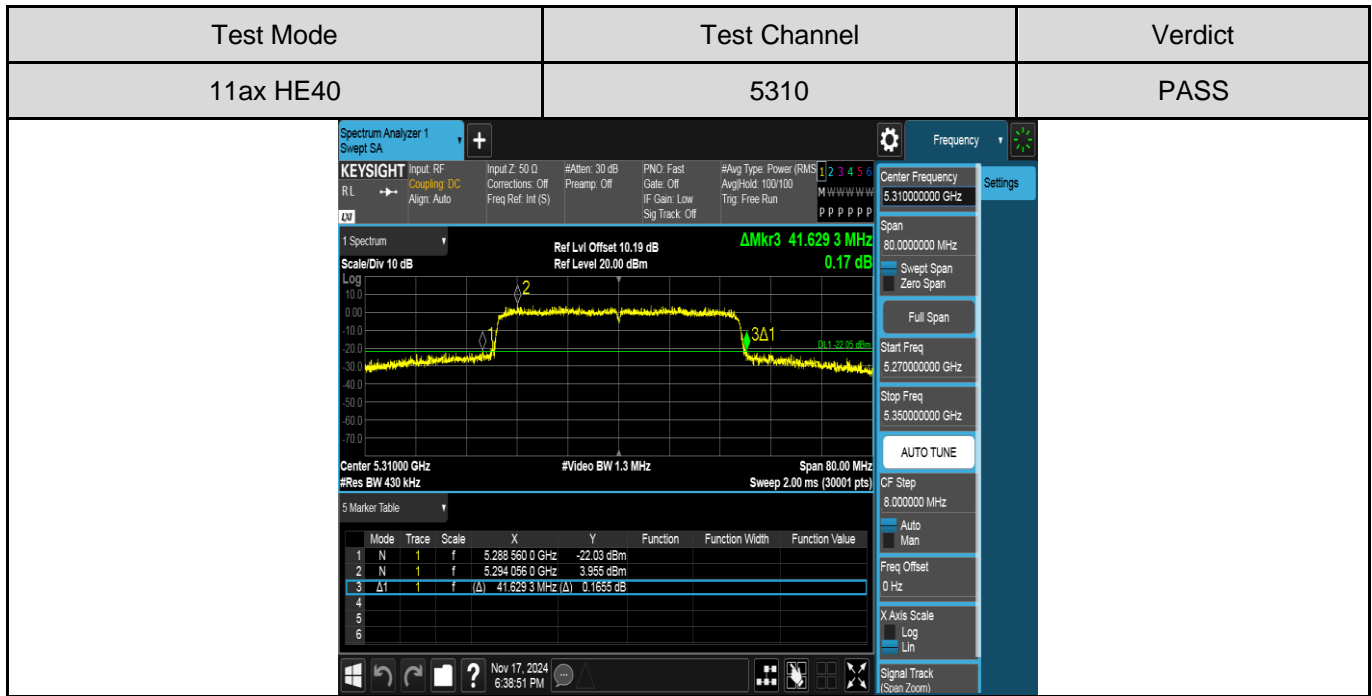 Test Mode Test Channel Verdict
11ax HE40 5310 PASS
Spectrum Analyzer 1
Swept SA
+
Frequency
KEYSIGHT Input: RF Input Z: 50 Ω #Atten: 30 dB PNO: Fast #Avg Type: Power (RMS 1 2 3 4 5 6
RL Coupling: DC Corrections: Off Preamp: Off Gate: Off Avg|Hold: 100/100 M W W W W W
Align: Auto Freq Ref: Int (S) IF Gain: Low Trig: Free Run
LXI Sig Track: Off P P P P P P
Center Frequency
5.310000000 GHz
Settings
1 Spectrum
Ref Lvl Offset 10.19 dB ΔMkr3 41.629 3 MHz
Scale/Div 10 dB Ref Level 20.00 dBm 0.17 dB
Log
10.0
0.00
-10.0
-20.0
-30.0
-40.0
-50.0
-60.0
-70.0
2
1
3Δ1
DL1 -22.05 dBm
Center 5.31000 GHz #Video BW 1.3 MHz Span 80.00 MHz
#Res BW 430 kHz Sweep 2.00 ms (30001 pts)
Span
80.0000000 MHz
Swept Span
Zero Span
Full Span
Start Freq
5.270000000 GHz
Stop Freq
5.350000000 GHz
AUTO TUNE
CF Step
8.000000 MHz
Auto
Man
Freq Offset
0 Hz
X Axis Scale
Log
Lin
Signal Track
(Span Zoom)
5 Marker Table
Mode Trace Scale X Y Function Function Width Function Value
1 N 1 f 5.288 560 0 GHz -22.03 dBm
2 N 1 f 5.294 056 0 GHz 3.955 dBm
3 Δ1 1 f (Δ) 41.629 3 MHz (Δ) 0.1655 dB
4
5
6
? Nov 17, 2024
6:38:51 PM